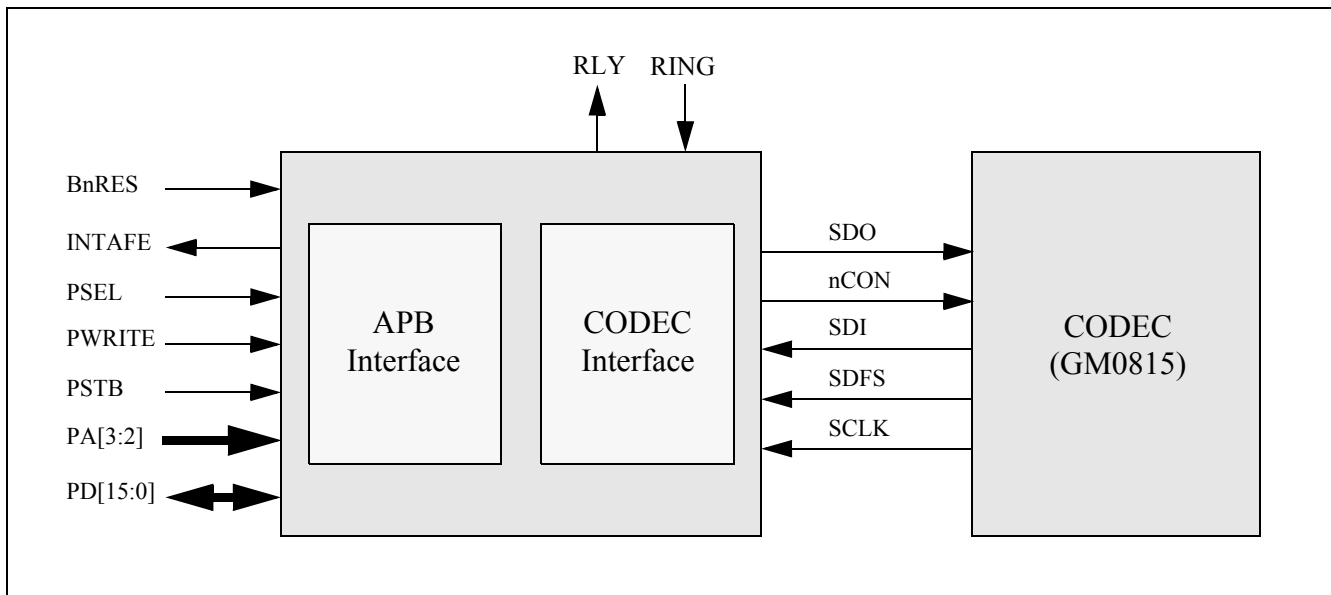 RLY RING
BnRES
INTAFE
PSEL
PWRITE
PSTB
PA[3:2]
PD[15:0]
APB
Interface
CODEC
Interface
SDO
nCON
SDI
SDFS
SCLK
CODEC
(GM0815)